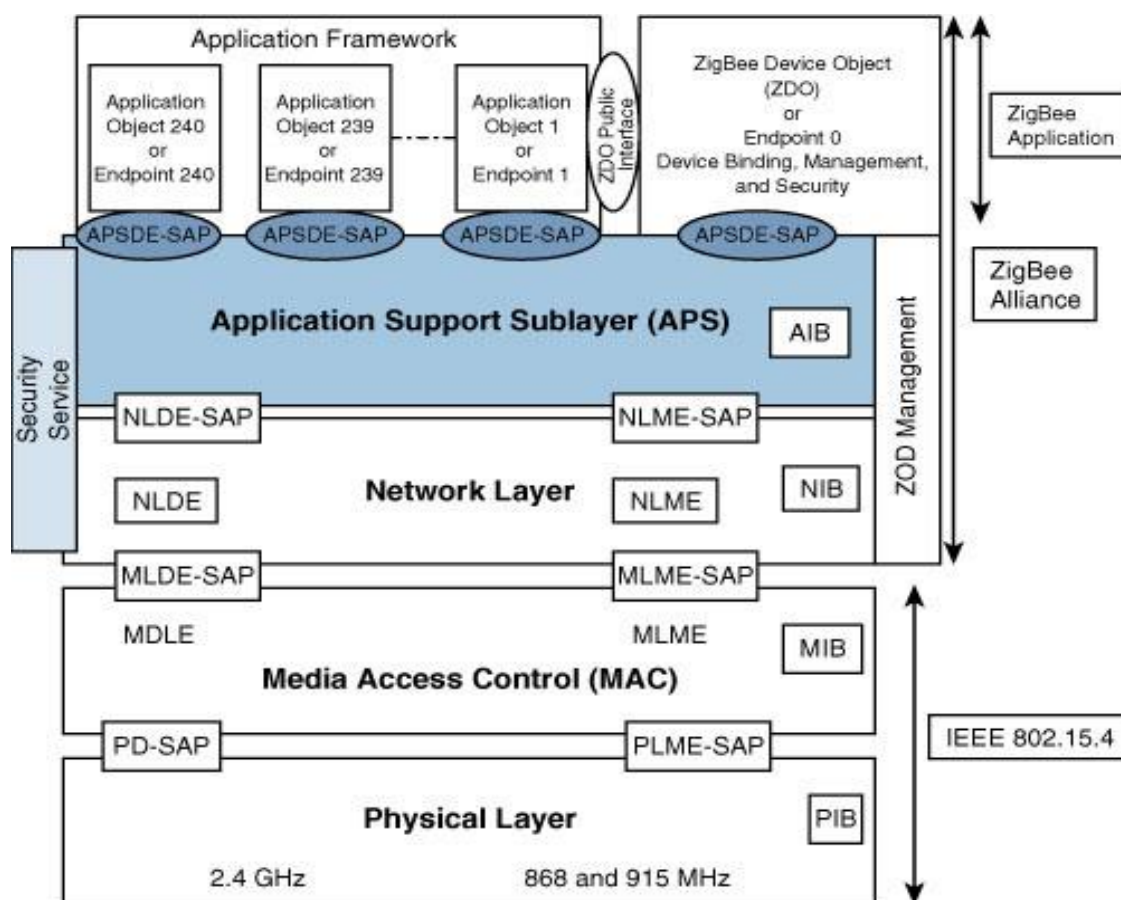 Application Framework
Application
Object 240
or
Endpoint 240
Application
Object 239
or
Endpoint 239
Application
Object 1
or
Endpoint 1
ZDO Public
Interface
ZigBee Device Object
(ZDO)
or
Endpoint 0
Device Binding, Management,
and Security
ZigBee
Application
APSDE-SAP
APSDE-SAP
APSDE-SAP
APSDE-SAP
ZigBee
Alliance
Security
Service
Application Support Sublayer (APS)
AIB
ZOD Management
NLDE-SAP
NLME-SAP
NLDE
Network Layer
NLME
NIB
MLDE-SAP
MLME-SAP
MDLE
MLME
MIB
Media Access Control (MAC)
PD-SAP
PLME-SAP
IEEE 802.15.4
Physical Layer
PIB
2.4 GHz
868 and 915 MHz